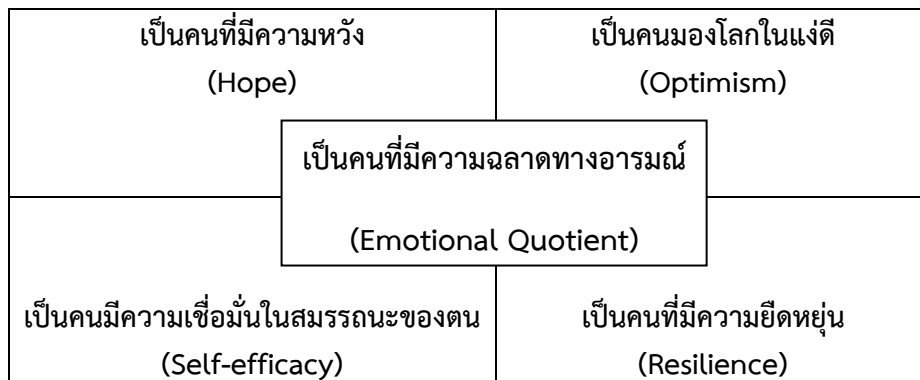 เป็นคนที่มีความหวัง
(Hope)
เป็นคนมองโลกในแง่ดี
(Optimism)
เป็นคนที่มีความฉลาดทางอารมณ์
(Emotional Quotient)
เป็นคนมีความเชื่อมั่นในสมรรถนะของตน
(Self-efficacy)
เป็นคนที่มีความยืดหยุ่น
(Resilience)